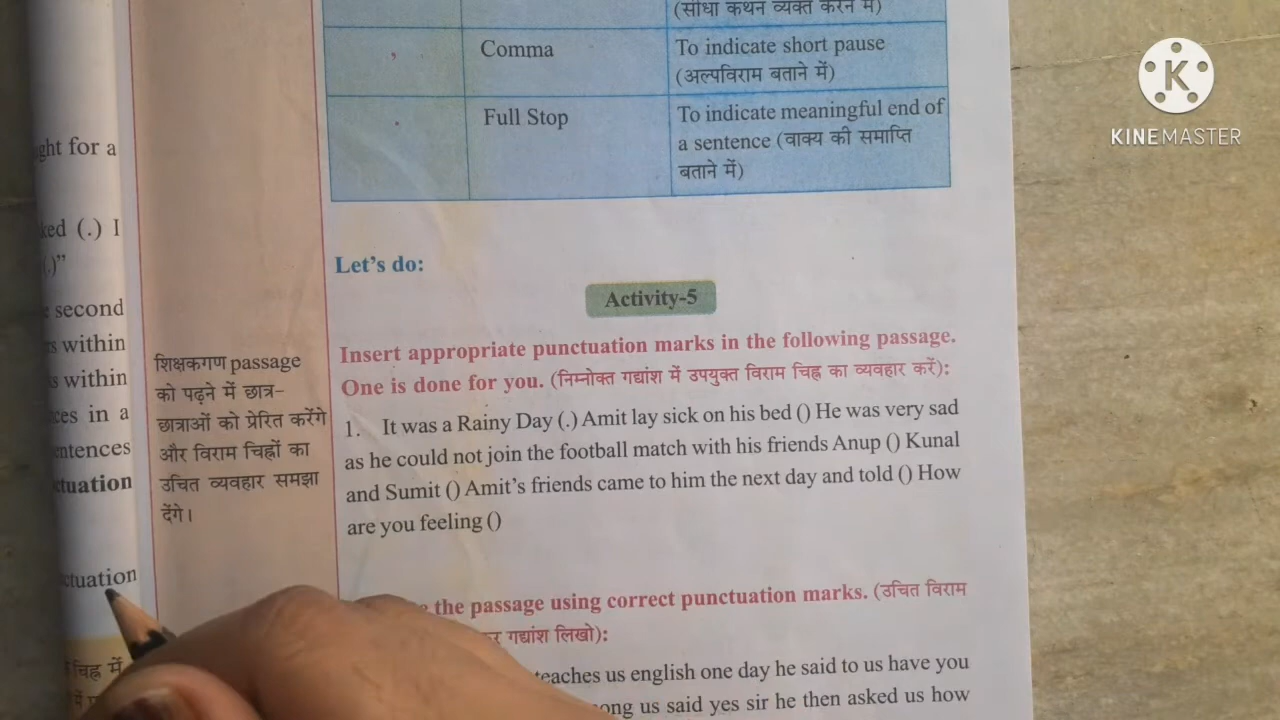 (सीधा कथन व्यक्त करने में)
, Comma To indicate short pause
(अल्पविराम बताने में)
. Full Stop To indicate meaningful end of
a sentence (वाक्य की समाप्ति
बताने में)
KINEMASTER
ght for a
ked (.) I
(.)”
second
rs within
s within
ces in a
entences
ctuation
ctuation
चिह्न में
शिक्षकगण passage
को पढ़ने में छात्र-
छात्राओं को प्रेरित करेंगे
और विराम चिह्नों का
उचित व्यवहार समझा
देंगे।
Let's do:
Activity-5
Insert appropriate punctuation marks in the following passage.
One is done for you. (निम्नोक्त गद्यांश में उपयुक्त विराम चिह्न का व्यवहार करें):
1. It was a Rainy Day (.) Amit lay sick on his bed () He was very sad
as he could not join the football match with his friends Anup () Kunal
and Sumit () Amit's friends came to him the next day and told () How
are you feeling ()
the passage using correct punctuation marks. (उचित विराम
गद्यांश लिखो):
teaches us english one day he said to us have you
ong us said yes sir he then asked us how